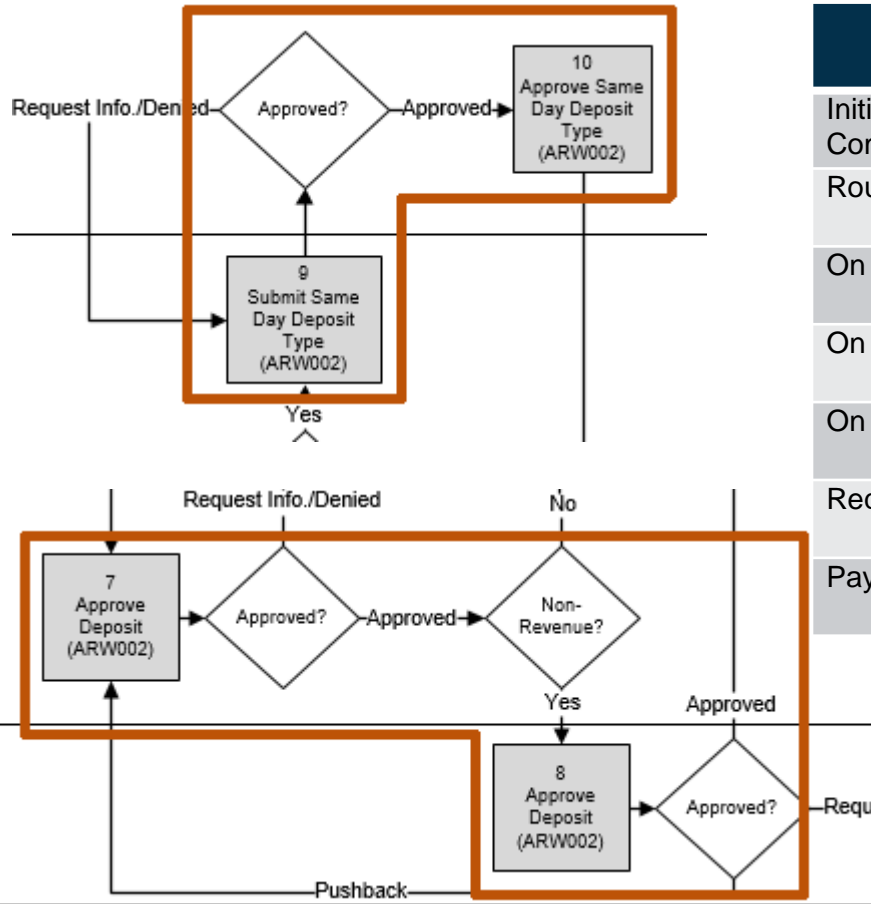 Request Info./Denied
Approved?
Approved
10
Approve Same
Day Deposit
Type
(ARW002)
9
Submit Same
Day Deposit
Type
(ARW002)
Yes
Request Info./Denied
No
7
Approve
Deposit
(ARW002)
Approved?
Approved
Non-
Revenue?
Yes
Approved
8
Approve
Deposit
(ARW002)
Approved?
Requ
Pushback
Initi
Cor
Rou
On
On
On
Rec
Pay